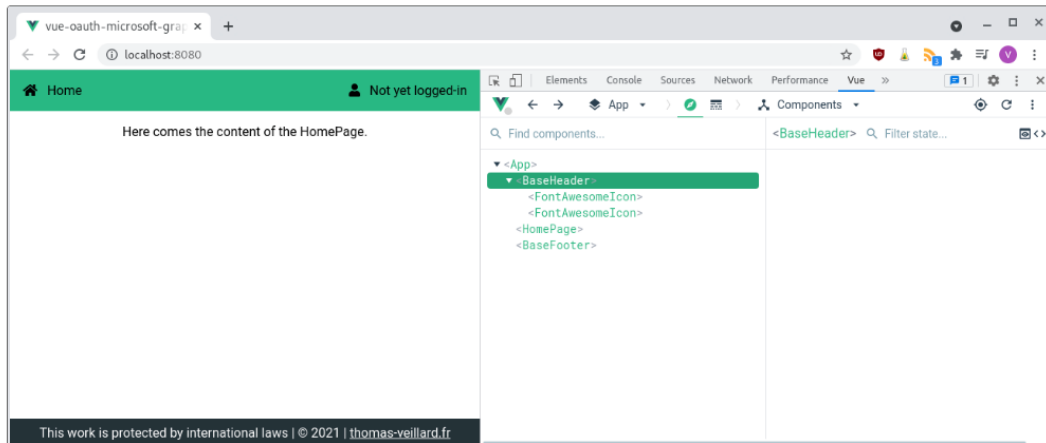 vue-oauth-microsoft-grap
localhost:8080
3
V
Home
Not yet logged-in
Here comes the content of the HomePage.
This work is protected by international laws | © 2021 | thomas-veillard.fr
Elements Console Sources Network Performance Vue » 1
App Components
Find components...
<BaseHeader> Filter state...
<App>
<BaseHeader>
<FontAwesomeIcon>
<FontAwesomeIcon>
<HomePage>
<BaseFooter>